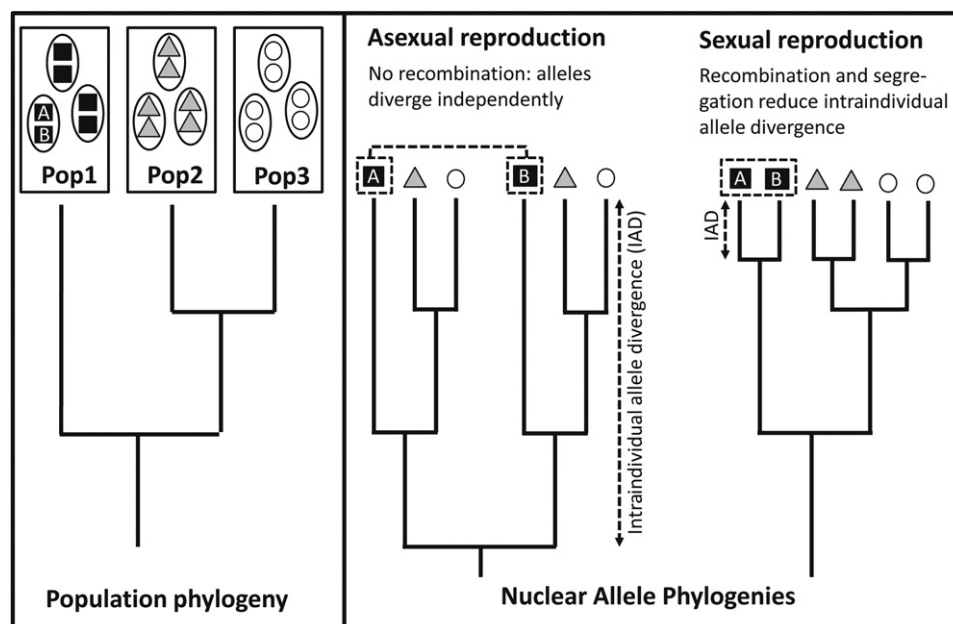 A
B
Pop1
Pop2
Pop3
Population phylogeny
Asexual reproduction
No recombination: alleles
diverge independently
A
B
Intraindividual allele divergence (IAD)
Sexual reproduction
Recombination and segre-
gation reduce intraindividual
allele divergence
A
B
IAD
Nuclear Allele Phylogenies